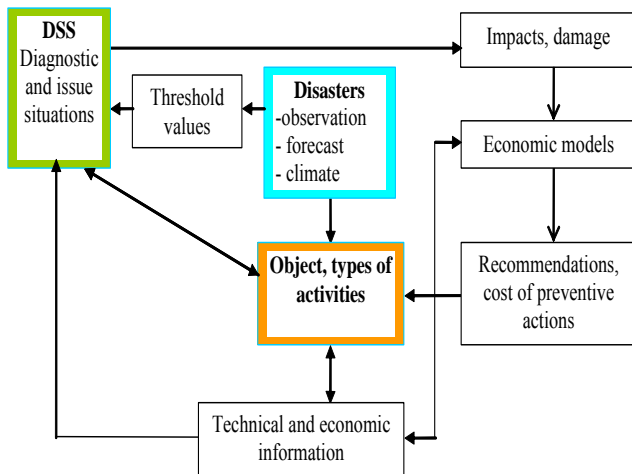 DSS
Diagnostic
and issue
situations
Threshold
values
Disasters
-observation
- forecast
- climate
Impacts, damage
Economic models
Object, types of
activities
Recommendations,
cost of preventive
actions
Technical and economic
information